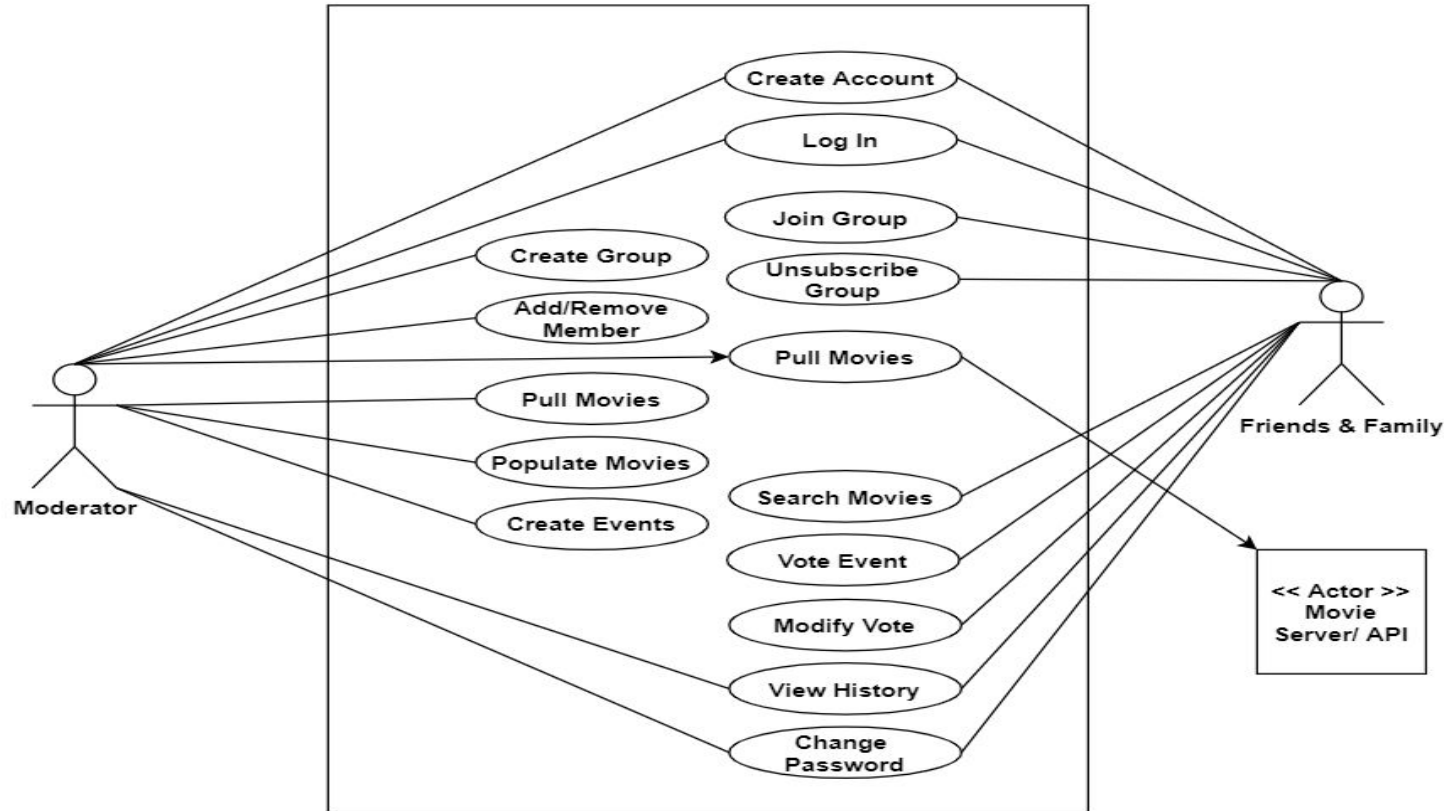 Create Account
Log In
Join Group
Create Group
Unsubscribe
Group
Add/Remove
Member
Pull Movies
Pull Movies
Friends & Family
Populate Movies
Search Movies
Moderator
Create Events
Vote Event
<< Actor >>
Movie
Server/ API
Modify Vote
View History
Change
Password